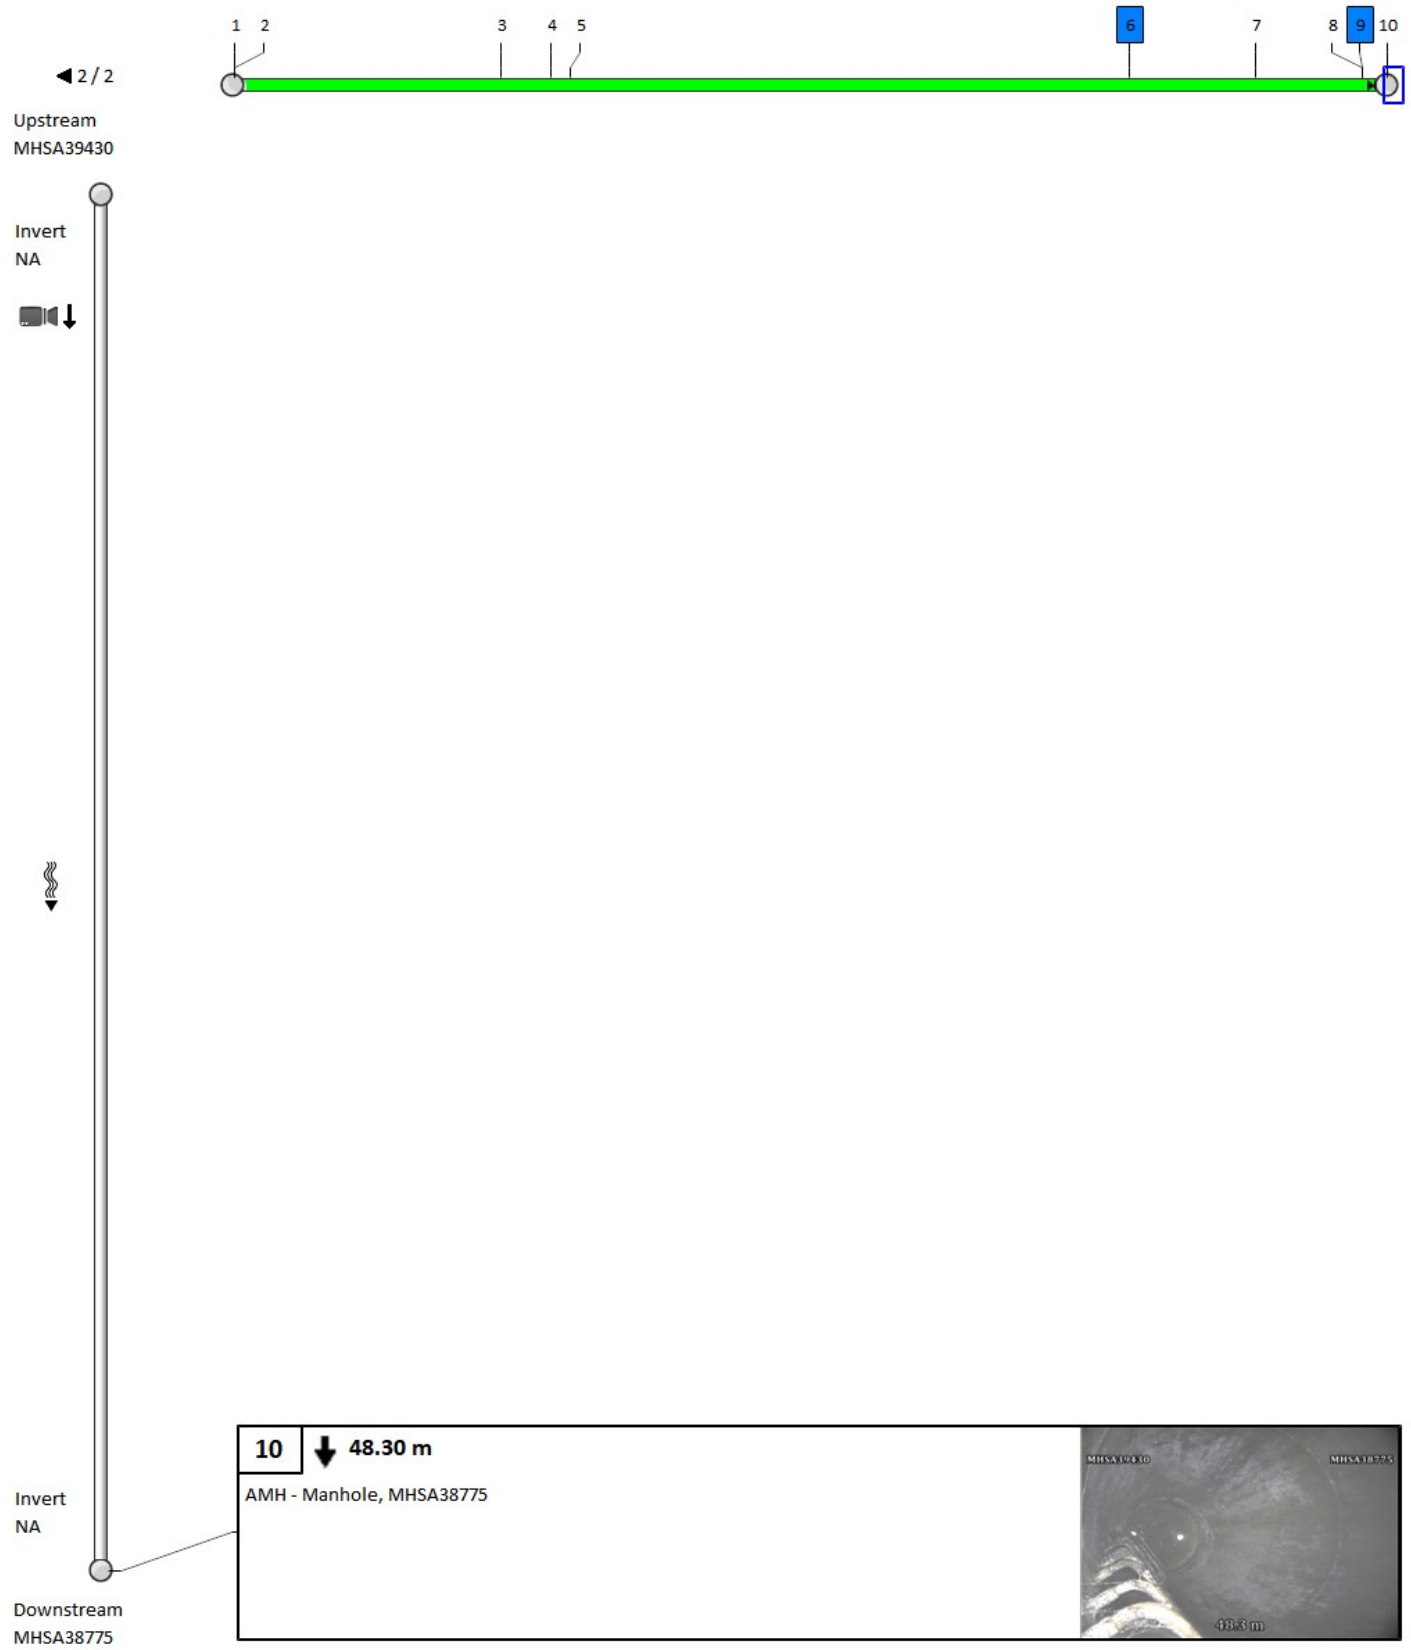 1 2 3 4 5 6 7 8 9 10
2 / 2
Upstream
MHSA39430
Invert
NA
10 48.30 m
AMH - Manhole, MHSA38775
MHSA39430 MHSA38775
48.3 m
Invert
NA
Downstream
MHSA38775